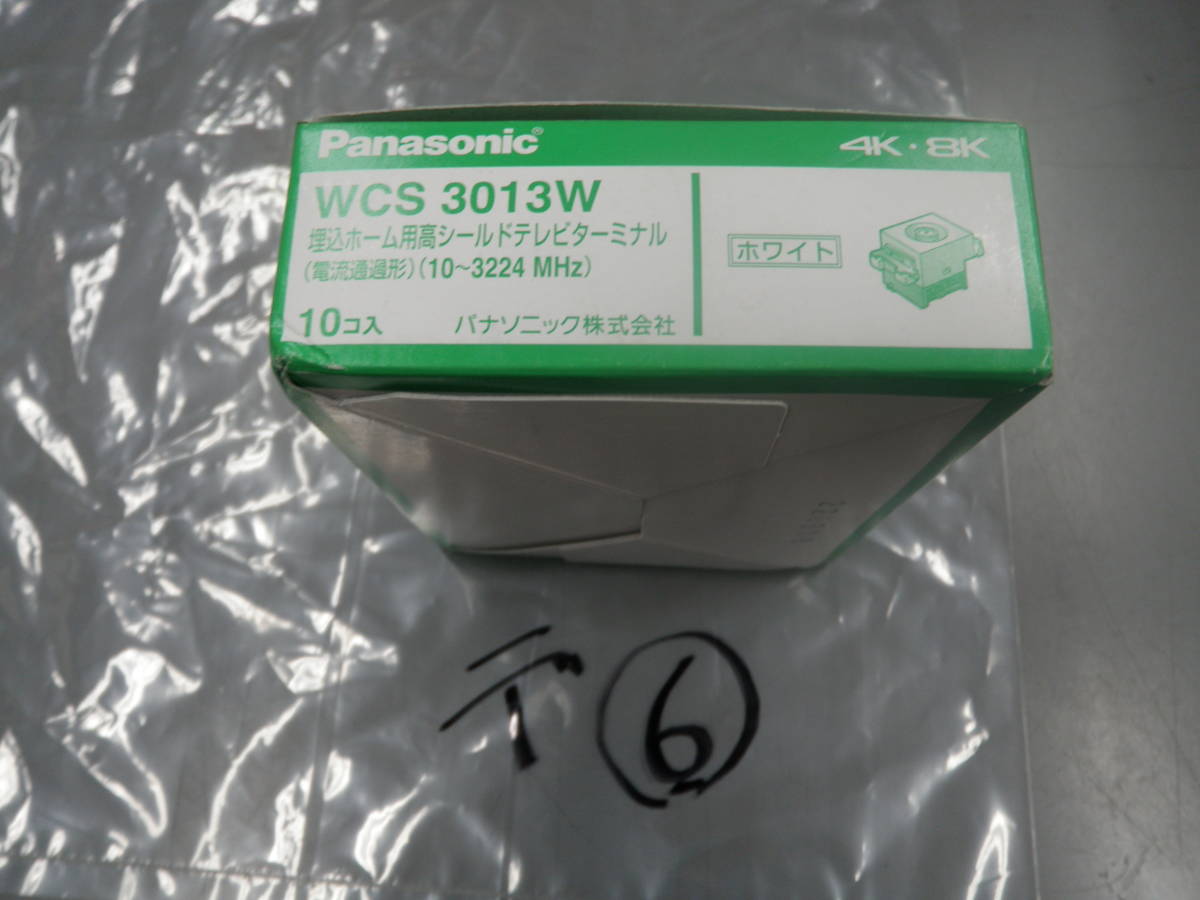 Panasonic®
4K・8K
WCS 3013W
埋込ホーム用高シールドテレビターミナル
(電流通過形)(10~3224 MHz)
ホワイト
10コ入
パナソニック株式会社
デ⑥